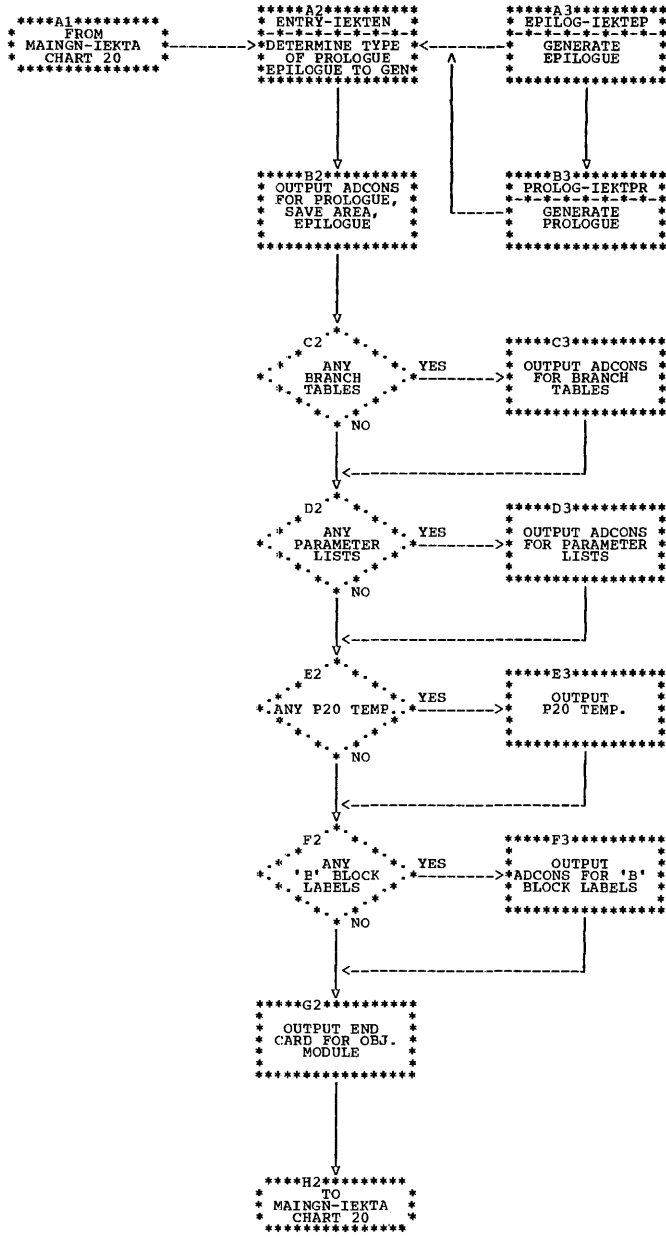 A1
FROM
MAINGN-IEKTA
CHART 20
A2
ENTRY-IEKTEN
DETERMINE TYPE
OF PROLOGUE
EPILOGUE TO GEN
A3
EPILOG-IEKTEP
GENERATE
EPILOGUE
B2
OUTPUT ADCONS
FOR PROLOGUE,
SAVE AREA,
EPILOGUE
B3
PROLOG-IEKTPR
GENERATE
PROLOGUE
C2
ANY
BRANCH
TABLES
YES
NO
C3
OUTPUT ADCONS
FOR BRANCH
TABLES
D2
ANY
PARAMETER
LISTS
YES
NO
D3
OUTPUT ADCONS
FOR PARAMETER
LISTS
E2
ANY P20 TEMP.
YES
NO
E3
OUTPUT
P20 TEMP.
F2
ANY
'B' BLOCK
LABELS
YES
NO
F3
OUTPUT
ADCONS FOR 'B'
BLOCK LABELS
G2
OUTPUT END
CARD FOR OBJ.
MODULE
H2
TO
MAINGN-IEKTA
CHART 20